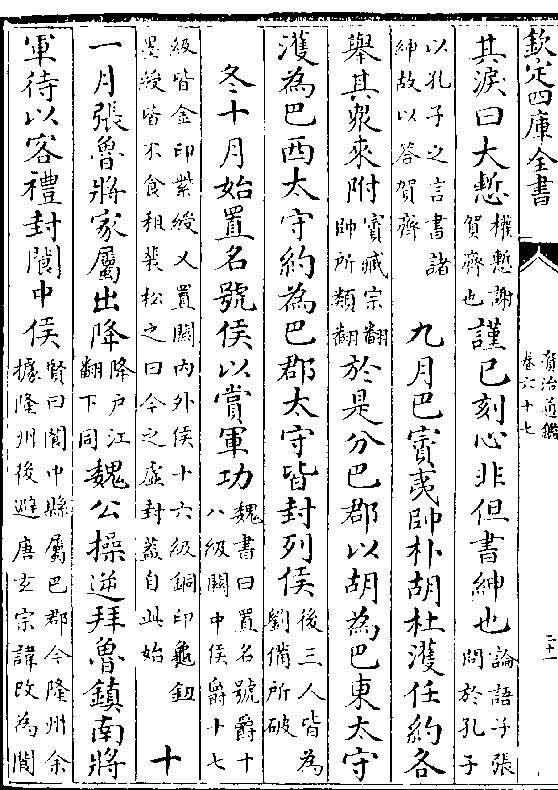 欽定四庫全書
資治通鑑
卷六十七
二十一
其淚曰大慙權慙謝賀齊也謹已刻心非但書紳也論語子張問於孔子
以孔子之言書諸紳故以答賀齊 九月巴賨夷帥朴胡杜濩任約各
舉其衆來附賨藏宗翻帥所類翻於是分巴郡以胡為巴東太守
濩為巴西太守約為巴郡太守皆封列侯後三人皆為劉備所破
冬十月始置名號侯以賞軍功魏書曰置名號爵十八級關中侯爵十七
級皆金印紫綬又置關内外侯十六級銅印龜鈕墨綬皆不食租裴松之曰今之虛封蓋自此始 十
一月張魯將家屬出降降戶江翻下同魏公操逆拜魯鎮南將
軍待以客禮封閬中侯賢曰閬中縣屬巴郡今隆州余據隆州後避唐玄宗諱改為閬